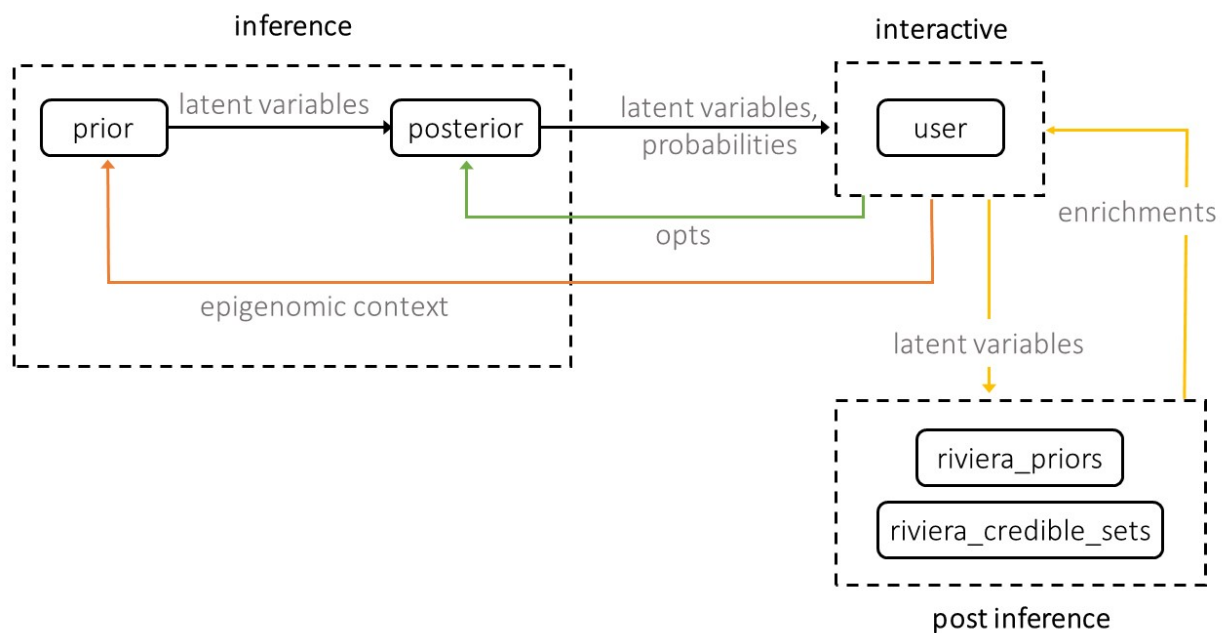 inference
interactive
prior
latent variables
posterior
latent variables,
probabilities
user
enrichments
opts
epigenomic context
latent variables
riviera_priors
riviera_credible_sets
post inference